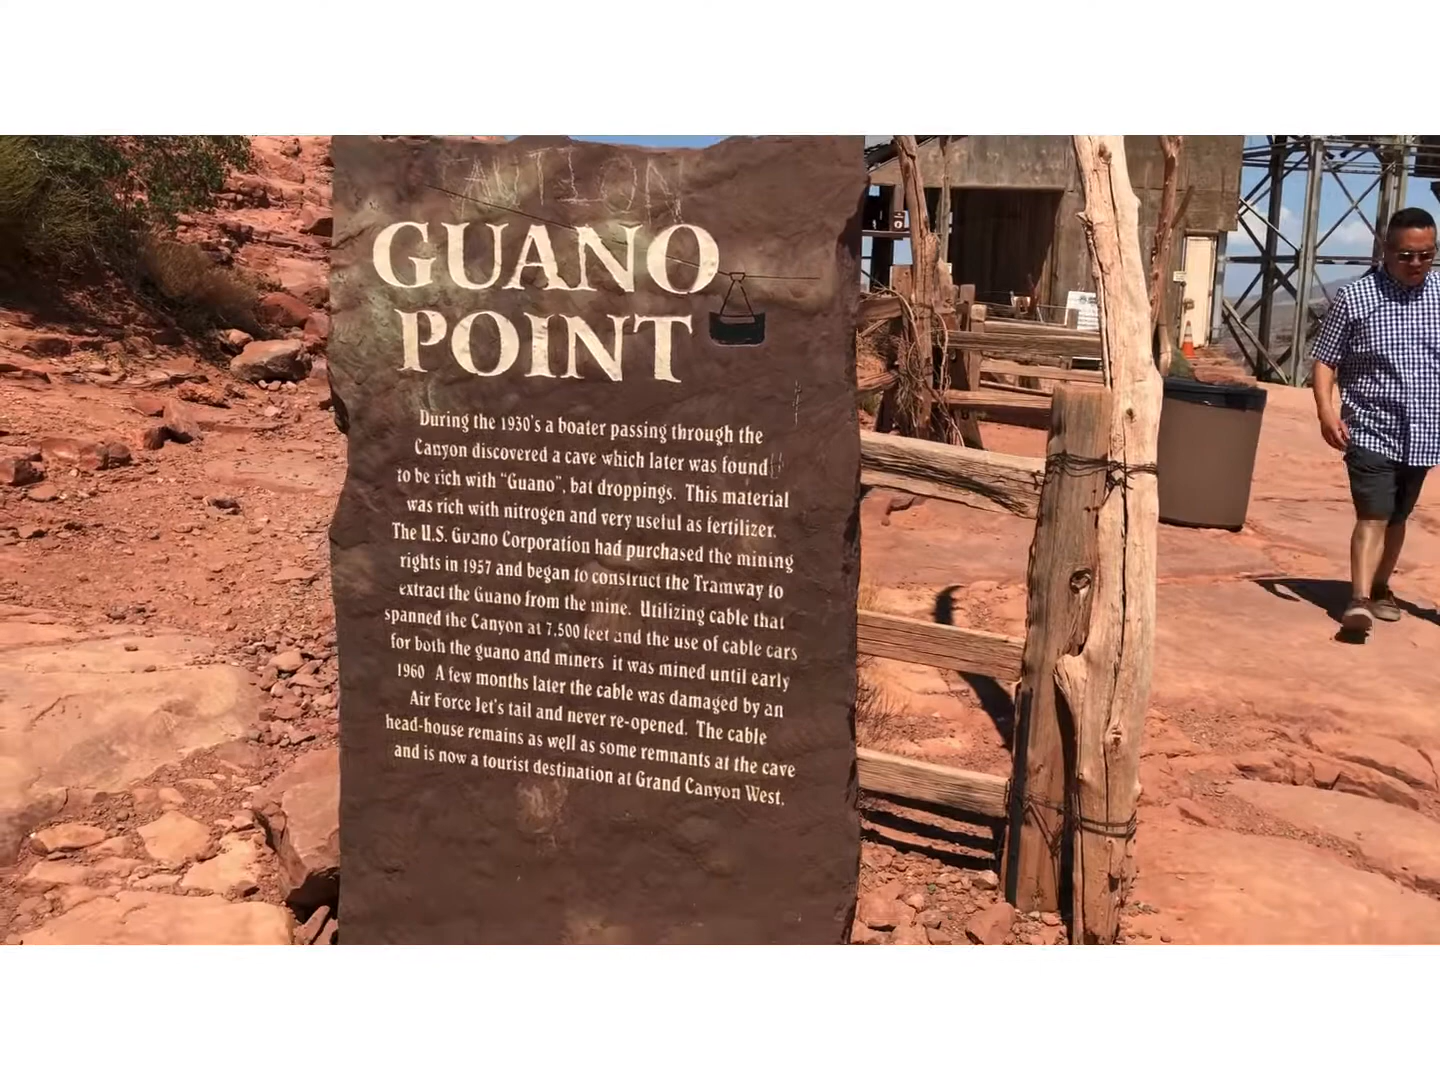 GUANO
POINT
During the 1930's a boater passing through the
Canyon discovered a cave which later was found
to be rich with "Guano", bat droppings. This material
was rich with nitrogen and very useful as fertilizer.
The U.S. Guano Corporation had purchased the mining
rights in 1957 and began to construct the Tramway to
extract the Guano from the mine. Utilizing cable that
spanned the Canyon at 7,500 feet and the use of cable cars
for both the guano and miners it was mined until early
1960 A few months later the cable was damaged by an
Air Force Jet's tail and never re-opened. The cable
head-house remains as well as some remnants at the cave
and is now a tourist destination at Grand Canyon West.